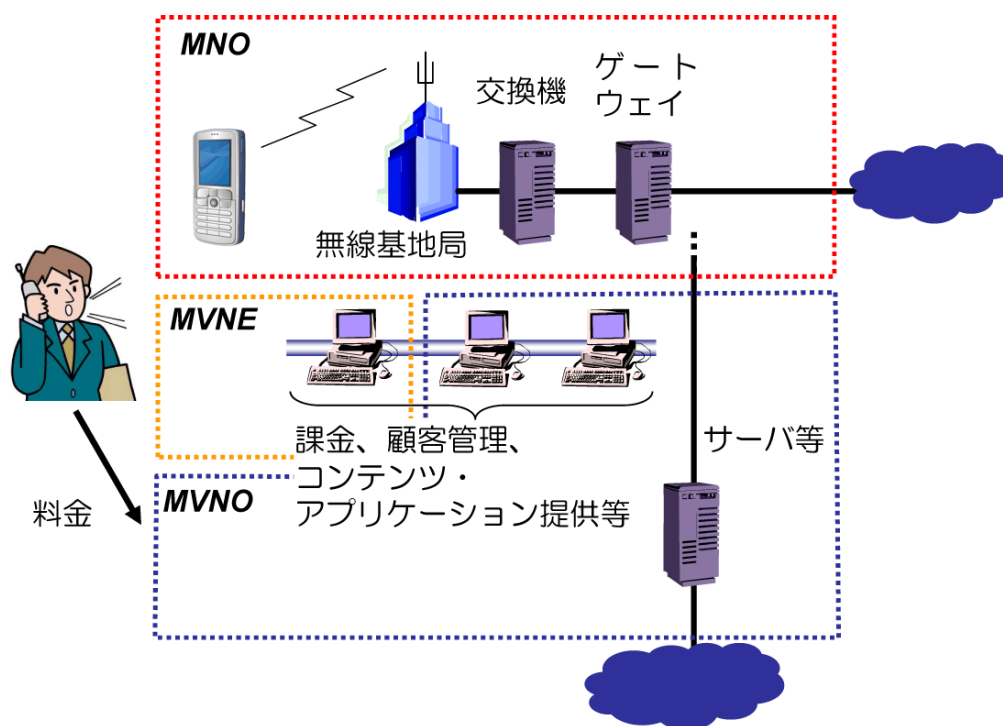 MNO
交換機
ゲート
ウェイ
無線基地局
MVNE
課金、顧客管理、
コンテンツ・
アプリケーション提供等
サーバ等
MVNO
料金